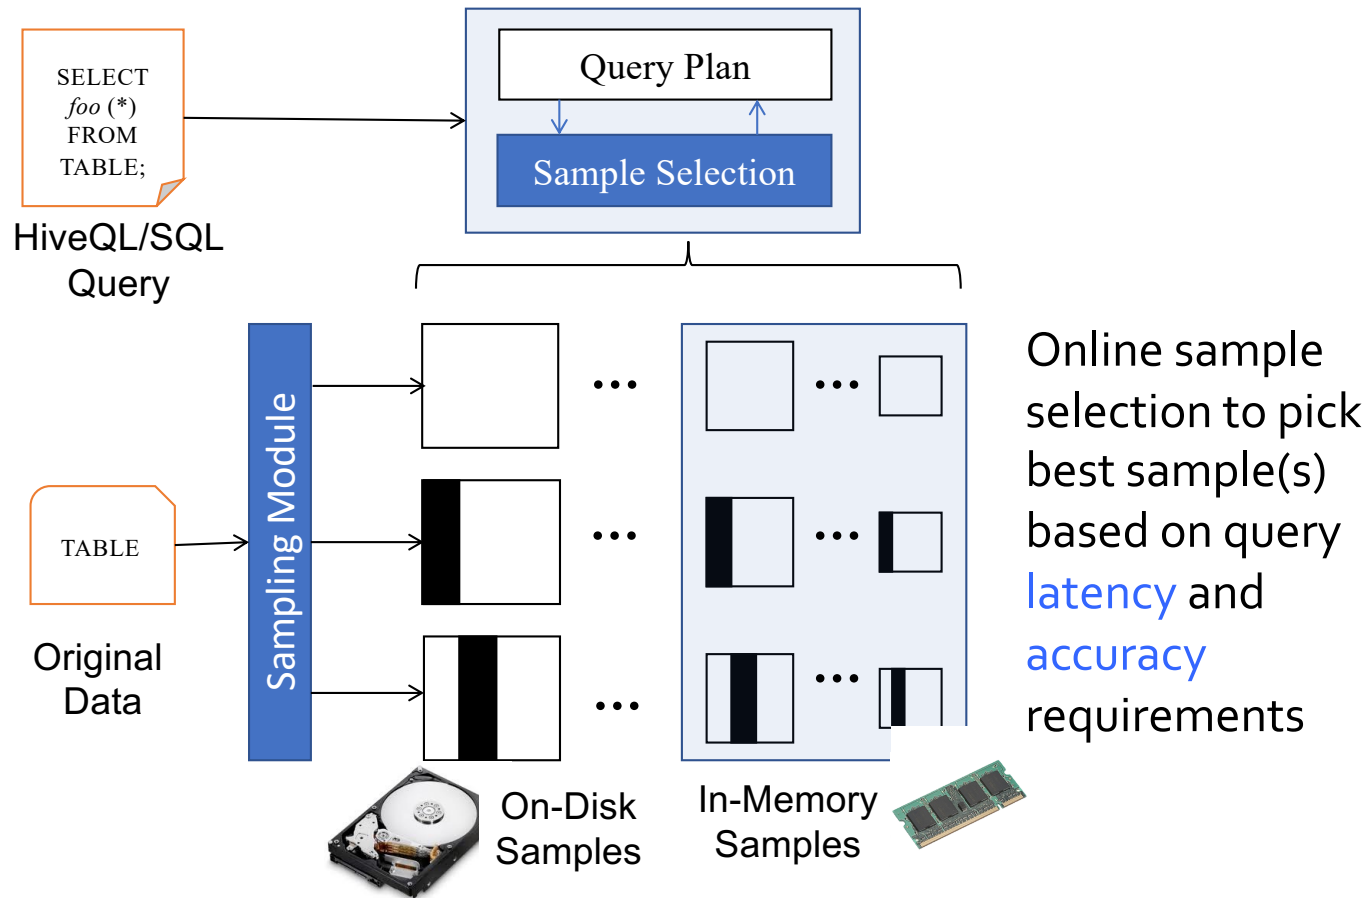 SELECT
foo (*)
FROM
TABLE;
HiveQL/SQL
Query
Query Plan
Sample Selection
TABLE
Original
Data
Sampling Module
•••
•••
•••
•••
•••
•••
On-Disk
Samples
In-Memory
Samples
Online sample
selection to pick
best sample(s)
based on query
latency and
accuracy
requirements